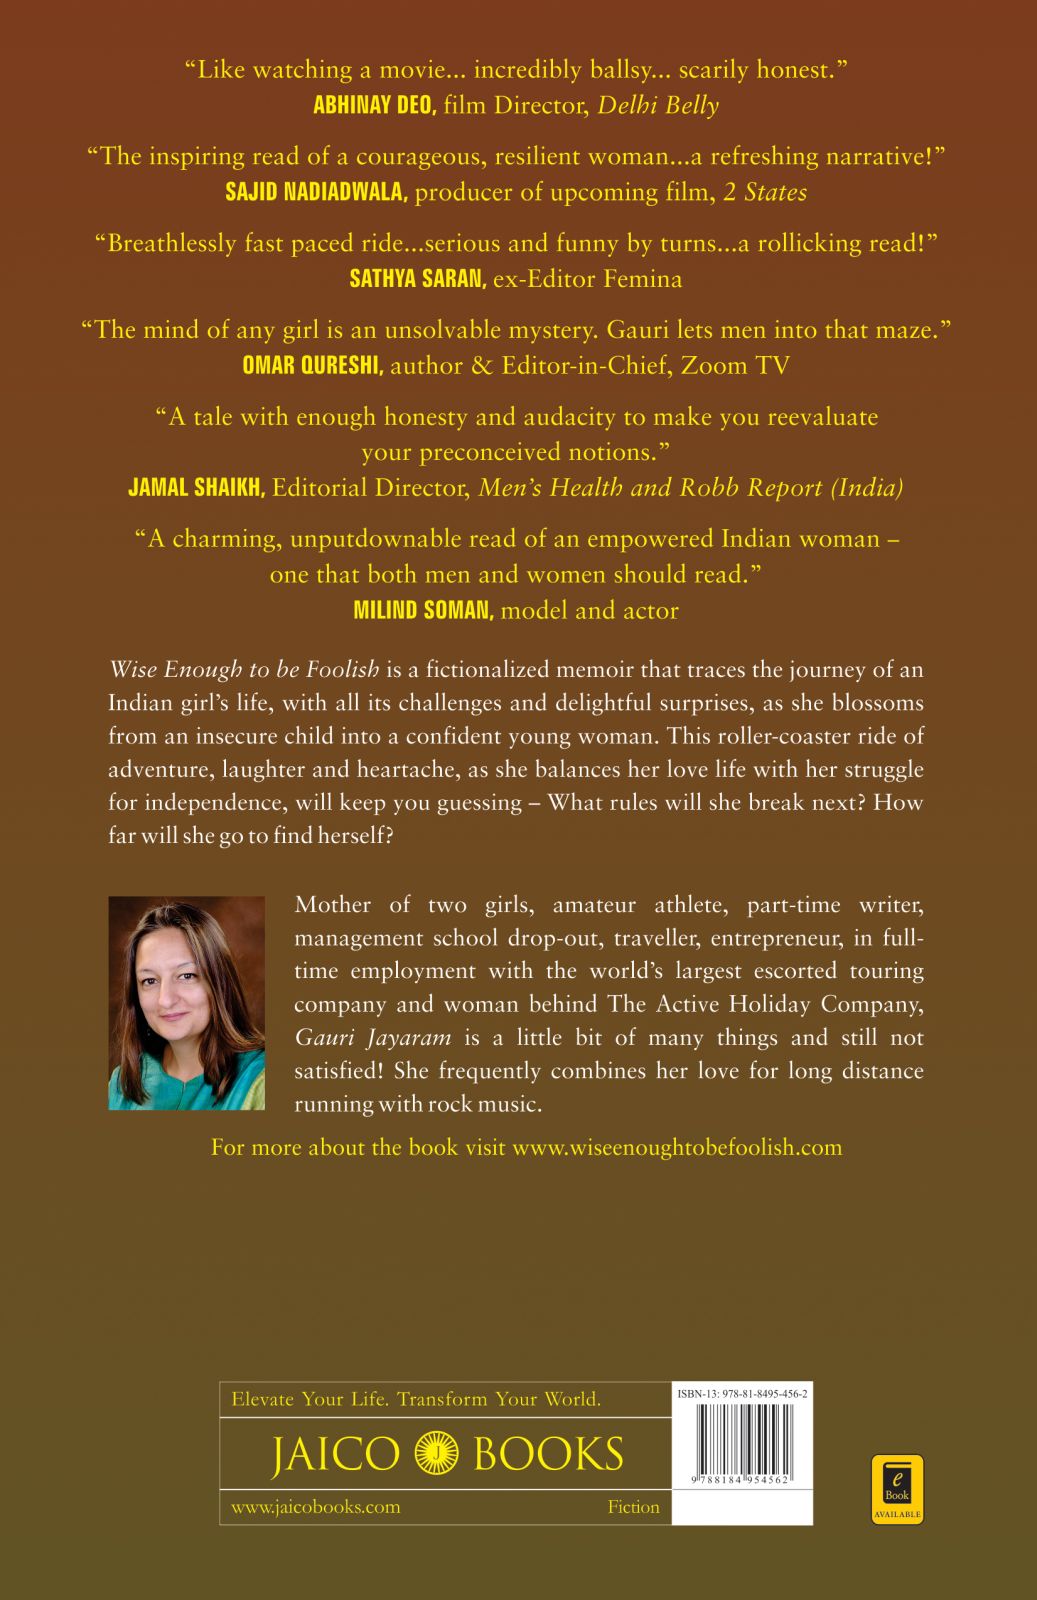 “Like watching a movie... incredibly ballsy... scarily honest.”
ABHINAY DEO, film Director, Delhi Belly
“The inspiring read of a courageous, resilient woman...a refreshing narrative!”
SAJID NADIADWALA, producer of upcoming film, 2 States
“Breathlessly fast paced ride...serious and funny by turns...a rollicking read!”
SATHYA SARAN, ex-Editor Femina
“The mind of any girl is an unsolvable mystery. Gauri lets men into that maze.”
OMAR QURESHI, author & Editor-in-Chief, Zoom TV
“A tale with enough honesty and audacity to make you reevaluate
your preconceived notions.”
JAMAL SHAIKH, Editorial Director, Men’s Health and Robb Report (India)
“A charming, unputdownable read of an empowered Indian woman –
one that both men and women should read.”
MILIND SOMAN, model and actor
Wise Enough to be Foolish is a fictionalized memoir that traces the journey of an
Indian girl’s life, with all its challenges and delightful surprises, as she blossoms
from an insecure child into a confident young woman. This roller-coaster ride of
adventure, laughter and heartache, as she balances her love life with her struggle
for independence, will keep you guessing – What rules will she break next? How
far will she go to find herself?
Mother of two girls, amateur athlete, part-time writer,
management school drop-out, traveller, entrepreneur, in full-
time employment with the world’s largest escorted touring
company and woman behind The Active Holiday Company,
Gauri Jayaram is a little bit of many things and still not
satisfied! She frequently combines her love for long distance
running with rock music.
For more about the book visit www.wiseenoughtobefoolish.com
Elevate Your Life. Transform Your World.
JAICO J BOOKS
www.jaicobooks.com Fiction
ISBN-13: 978-81-8495-456-2
9 788184 954562
e
Book
AVAILABLE